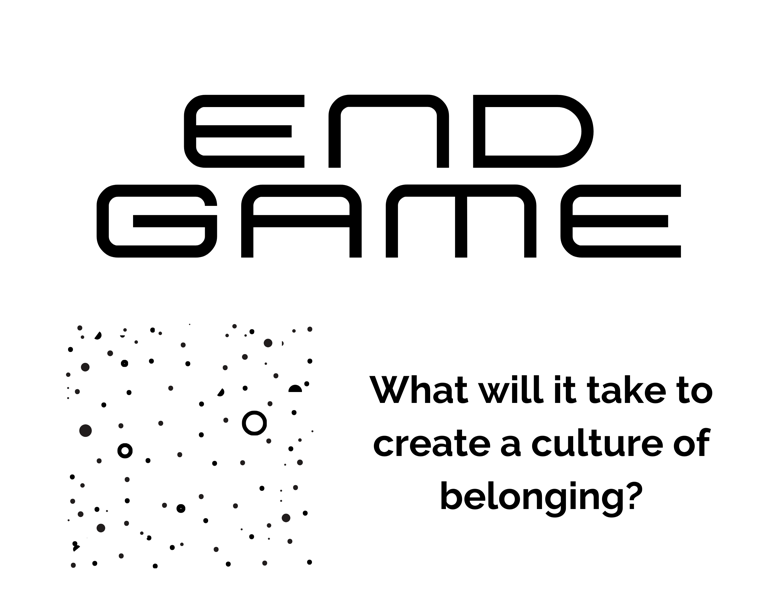 END
GAME
What will it take to
create a culture of
belonging?